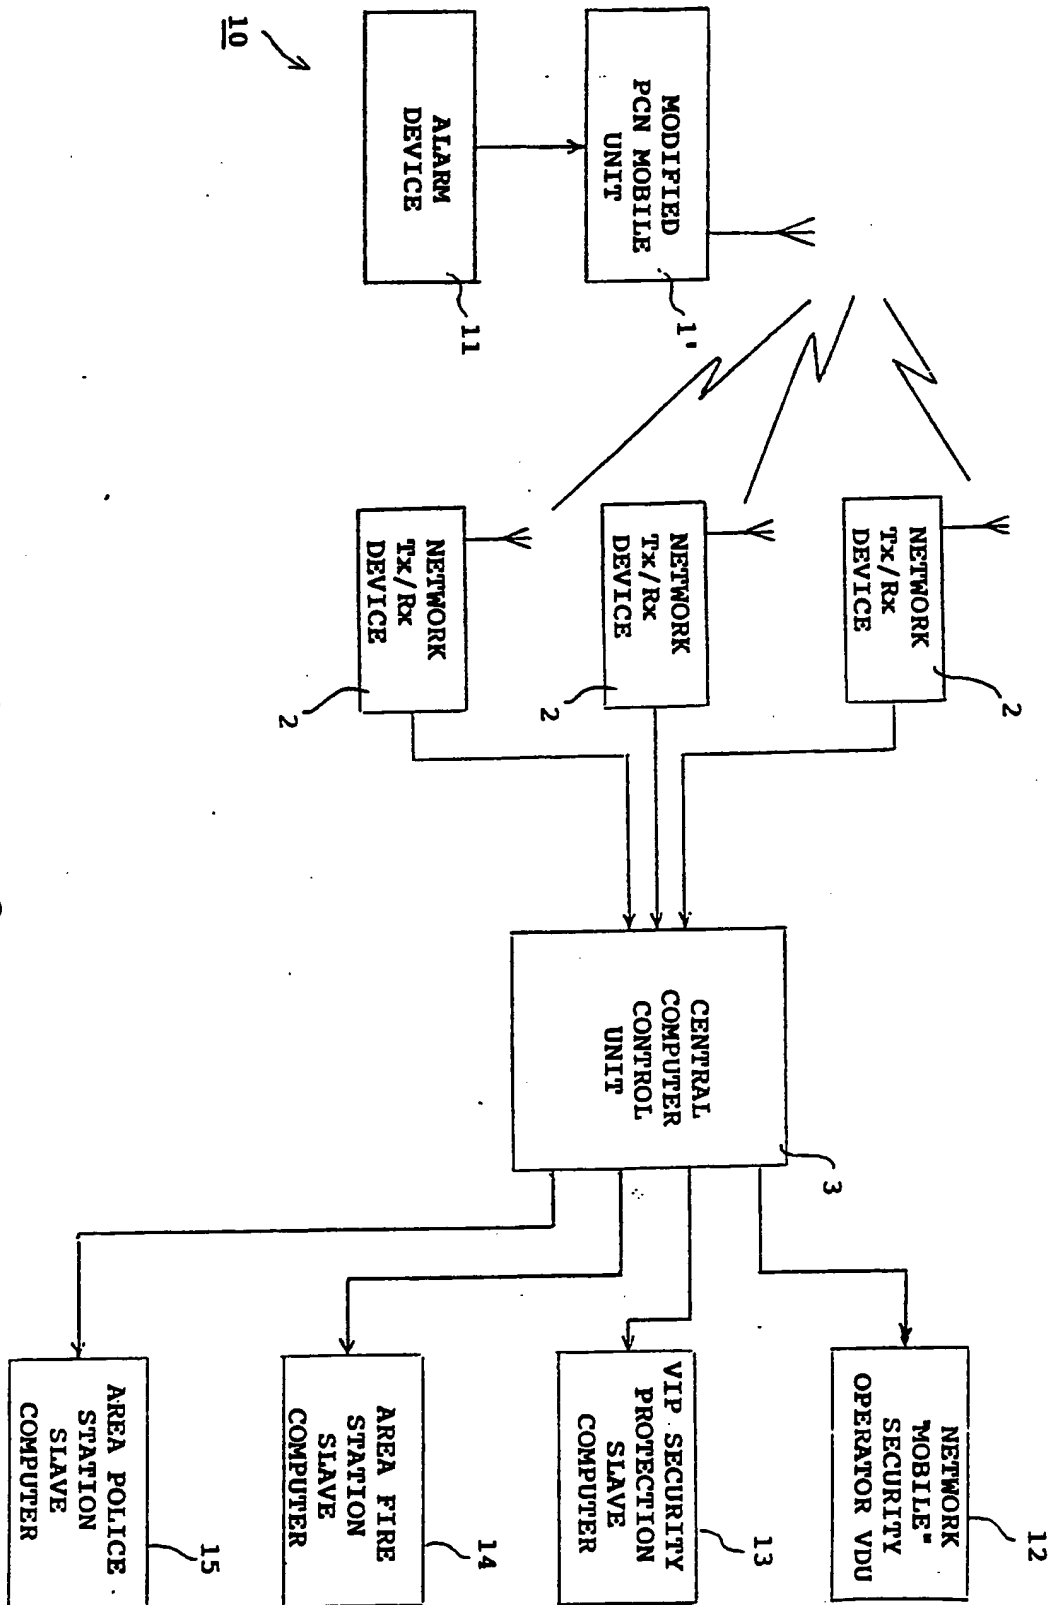 10
ALARM
DEVICE
11
MODIFIED
PCN MOBILE
UNIT
1'
NETWORK
Tx/Rx
DEVICE
2
NETWORK
Tx/Rx
DEVICE
2
NETWORK
Tx/Rx
DEVICE
2
CENTRAL
COMPUTER
CONTROL
UNIT
3
NETWORK
"MOBILE"
SECURITY
OPERATOR VDU
12
VIP SECURITY
PROTECTION
SLAVE
COMPUTER
13
AREA FIRE
STATION
SLAVE
COMPUTER
14
AREA POLICE
STATION
SLAVE
COMPUTER
15